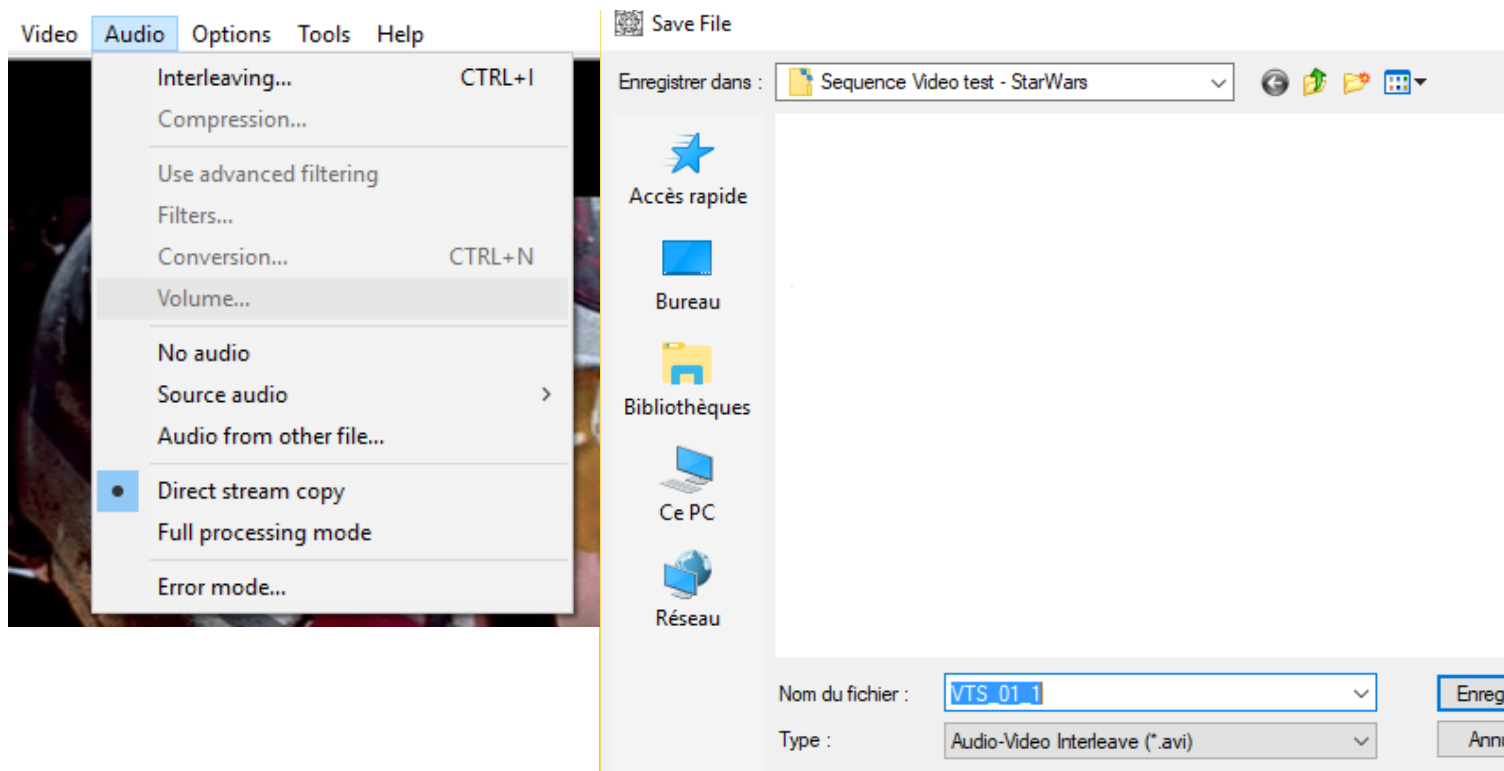 Video Audio Options Tools Help
Interleaving... CTRL+I
Compression...
Use advanced filtering
Filters...
Conversion... CTRL+N
Volume...
No audio
Source audio
Audio from other file...
Direct stream copy
Full processing mode
Error mode...
Save File
Enregistrer dans : Sequence Video test - StarWars
Accès rapide
Bureau
Bibliothèques
Ce PC
Réseau
Nom du fichier : VTS_01_1 Enreg
Type : Audio-Video Interleave (*.avi) Annu